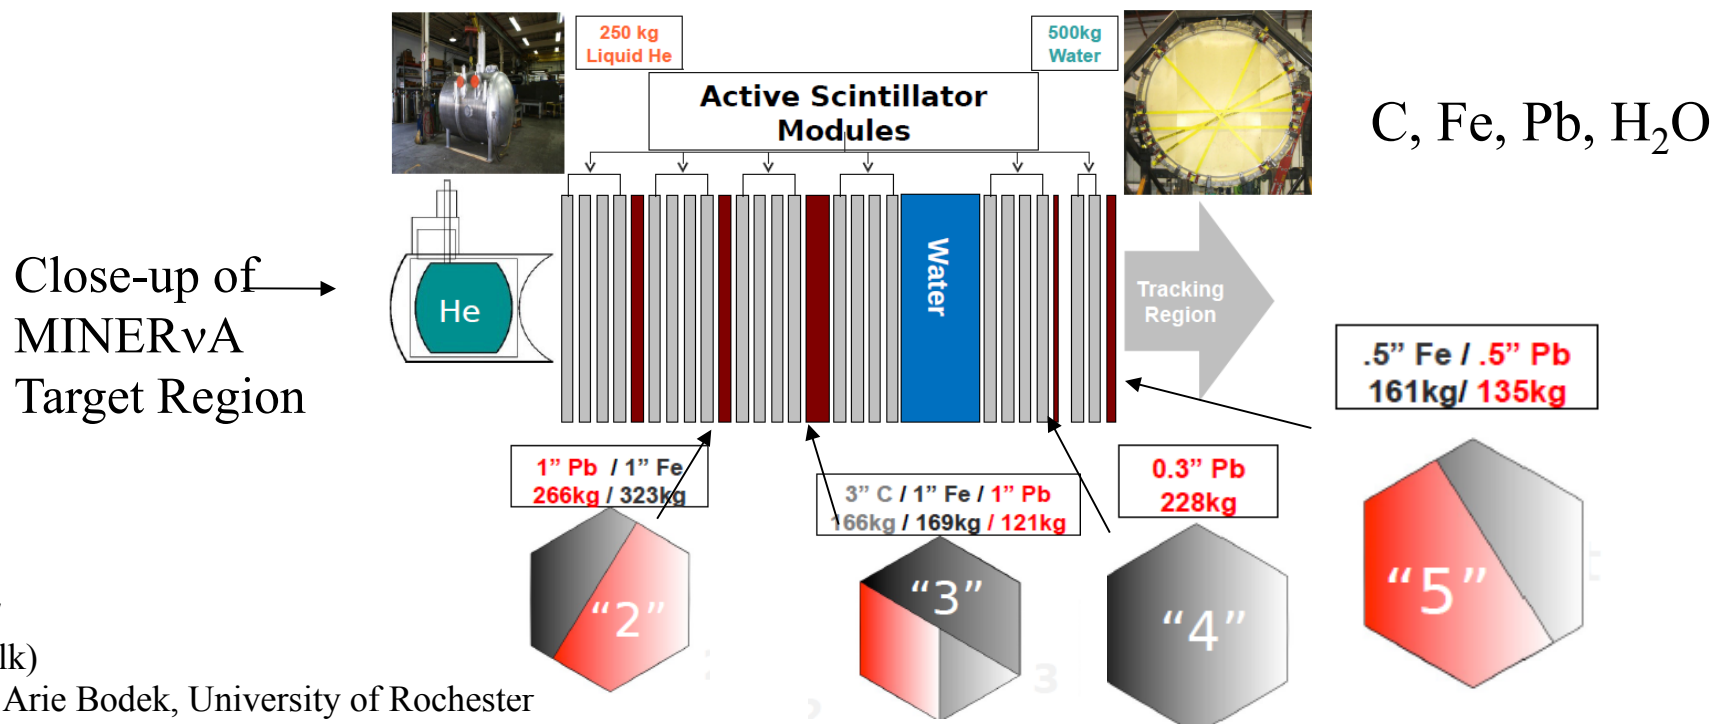 250 kg
Liquid He
500kg
Water
Active Scintillator
Modules
C, Fe, Pb, H₂O
Close-up of
MINERνA
Target Region
He
Water
Tracking
Region
.5” Fe / .5” Pb
161kg/ 135kg
1” Pb / 1” Fe
266kg / 323kg
3” C / 1” Fe / 1” Pb
166kg / 169kg / 121kg
0.3” Pb
228kg
“2”
“3”
“4”
“5”
3
lk)
Arie Bodek, University of Rochester